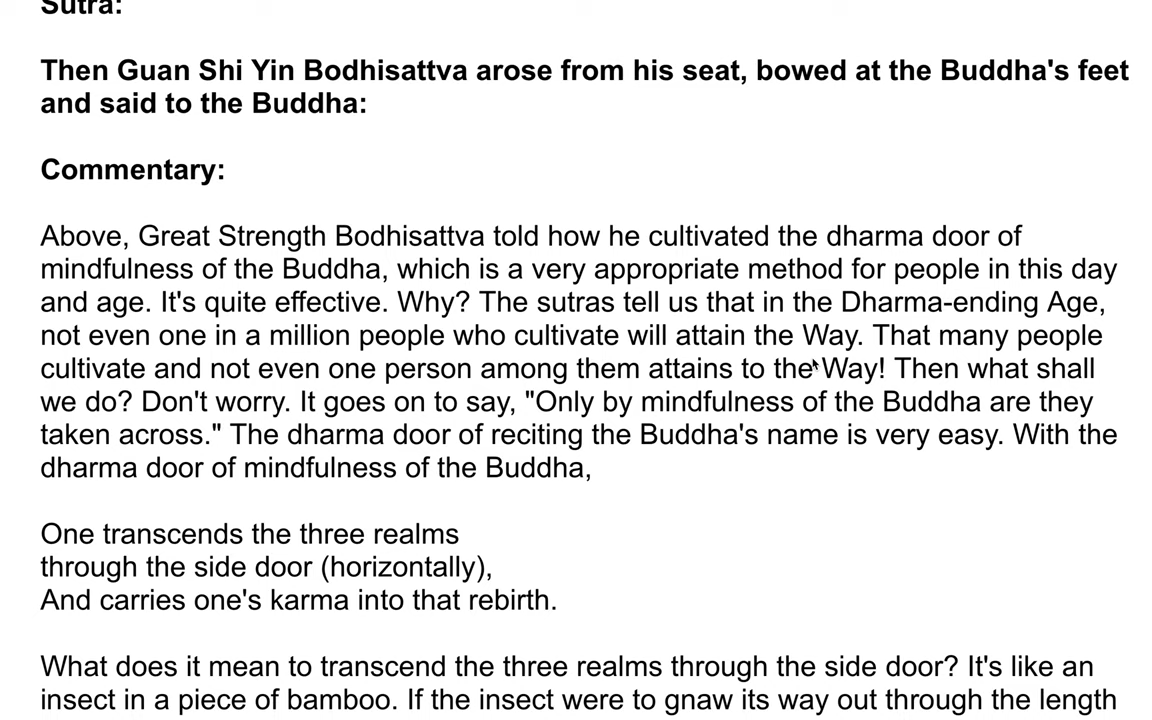 Sutra:
Then Guan Shi Yin Bodhisattva arose from his seat, bowed at the Buddha's feet
and said to the Buddha:
Commentary:
Above, Great Strength Bodhisattva told how he cultivated the dharma door of
mindfulness of the Buddha, which is a very appropriate method for people in this day
and age. It's quite effective. Why? The sutras tell us that in the Dharma-ending Age,
not even one in a million people who cultivate will attain the Way. That many people
cultivate and not even one person among them attains to the Way! Then what shall
we do? Don't worry. It goes on to say, "Only by mindfulness of the Buddha are they
taken across." The dharma door of reciting the Buddha's name is very easy. With the
dharma door of mindfulness of the Buddha,
One transcends the three realms
through the side door (horizontally),
And carries one's karma into that rebirth.
What does it mean to transcend the three realms through the side door? It's like an
insect in a piece of bamboo. If the insect were to gnaw its way out through the length